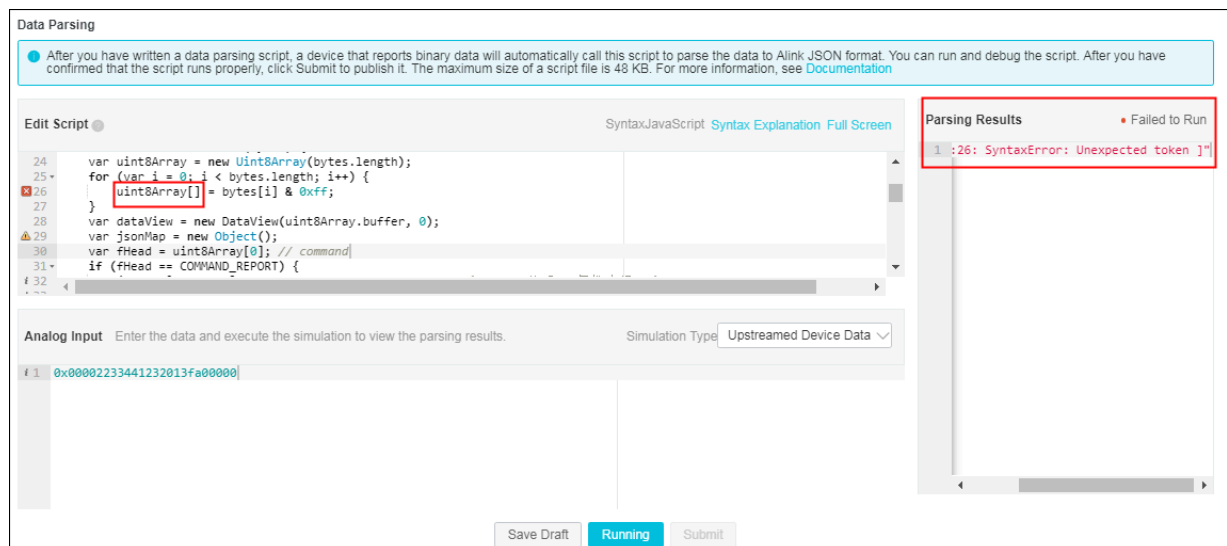 Data Parsing
After you have written a data parsing script, a device that reports binary data will automatically call this script to parse the data to Alink JSON format. You can run and debug the script. After you have
confirmed that the script runs properly, click Submit to publish it. The maximum size of a script file is 48 KB. For more information, see Documentation
Edit Script
SyntaxJavaScript Syntax Explanation Full Screen
24 var uint8Array = new Uint8Array(bytes.length);
25 for (var i = 0; i < bytes.length; i++) {
26 uint8Array[] = bytes[i] & 0xff;
27 }
28 var dataView = new DataView(uint8Array.buffer, 0);
29 var jsonMap = new Object();
30 var fHead = uint8Array[0]; // command
31 if (fHead == COMMAND_REPORT) {
32
Parsing Results
Failed to Run
1 :26: SyntaxError: Unexpected token ]"
Analog Input Enter the data and execute the simulation to view the parsing results.
Simulation Type Upstreamed Device Data
1 0x00002233441232013fa00000
Save Draft Running Submit